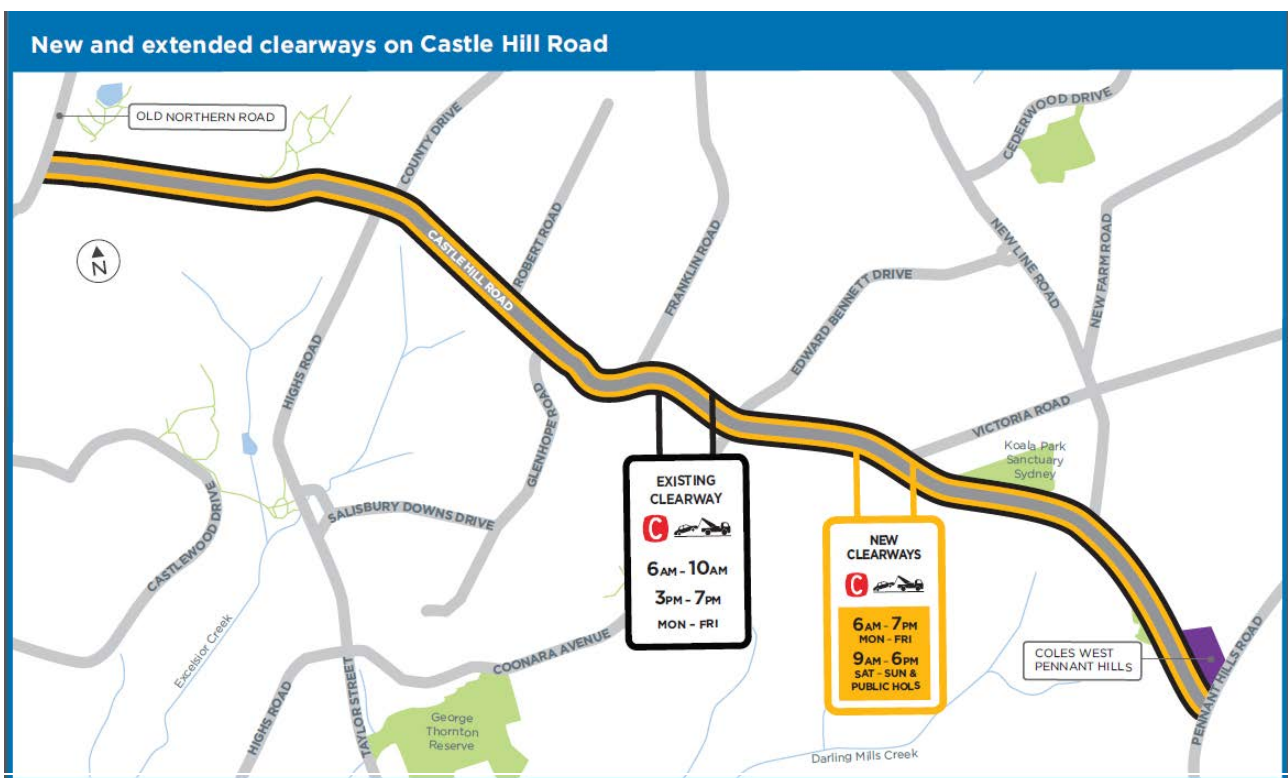 New and extended clearways on Castle Hill Road
OLD NORTHERN ROAD
COUNTY DRIVE
CEDERWOOD DRIVE
N
CASTLE HILL ROAD
ROBERT ROAD
FRANKLIN ROAD
NEW LINE ROAD
NEW FARM ROAD
EDWARD BENNETT DRIVE
HIGHS ROAD
GLENHOPE ROAD
VICTORIA ROAD
Koala Park
Sanctuary
Sydney
EXISTING
CLEARWAY
C
6AM - 10AM
3PM - 7PM
MON - FRI
NEW
CLEARWAYS
C
6AM - 7PM
MON - FRI
9AM - 6PM
SAT - SUN &
PUBLIC HOLS
CASTLEWOOD DRIVE
SALISBURY DOWNS DRIVE
Excelsior Creek
COONARA AVENUE
TAYLOR STREET
HIGHS ROAD
George
Thornton
Reserve
COLES WEST
PENNANT HILLS
PENNANT HILLS ROAD
Darling Mills Creek